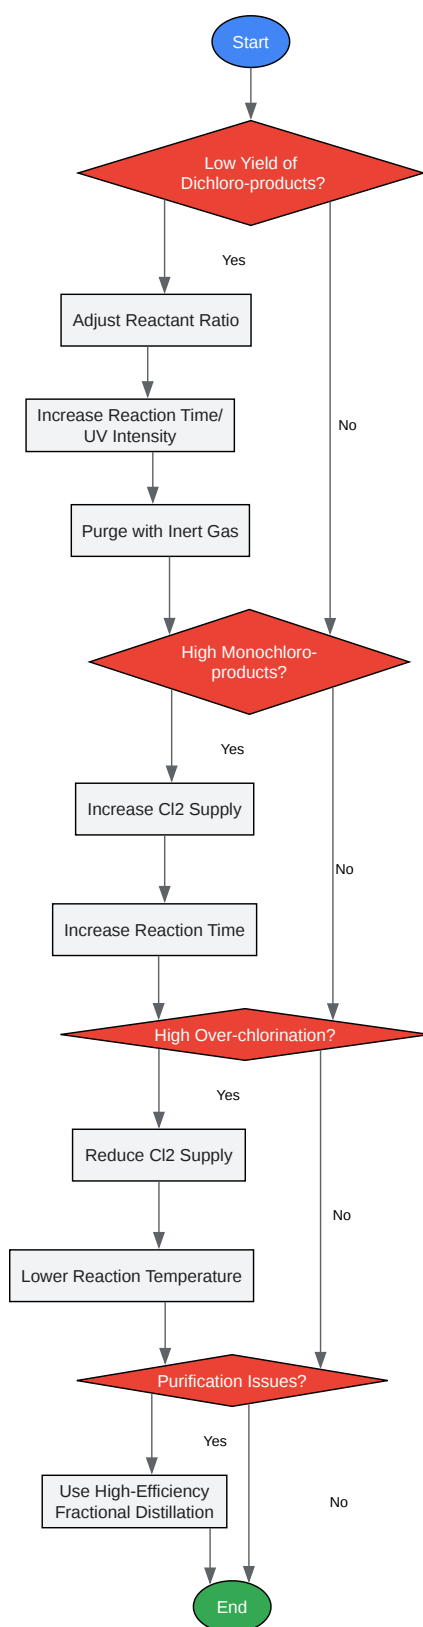 Start
Low Yield of
Dichloro-products?
Yes
Adjust Reactant Ratio
Increase Reaction Time/
UV Intensity
No
Purge with Inert Gas
High Monochloro-
products?
Yes
Increase Cl2 Supply
No
Increase Reaction Time
High Over-chlorination?
Yes
Reduce Cl2 Supply
No
Lower Reaction Temperature
Purification Issues?
Yes
Use High-Efficiency
Fractional Distillation
No
End